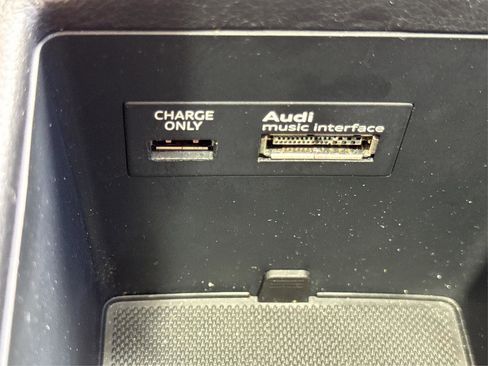 CHARGE
ONLY
Audi
music interface